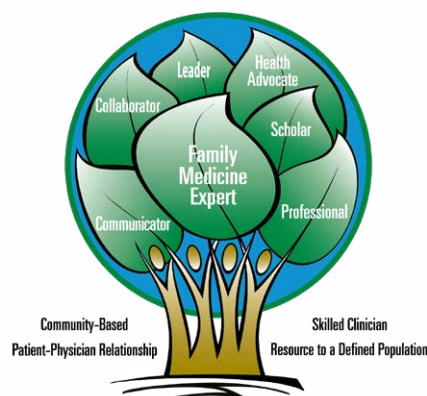 Leader
Health
Advocate
Collaborator
Scholar
Family
Medicine
Expert
Communicator
Professional
Community-Based
Patient-Physician Relationship
Skilled Clinician
Resource to a Defined Population